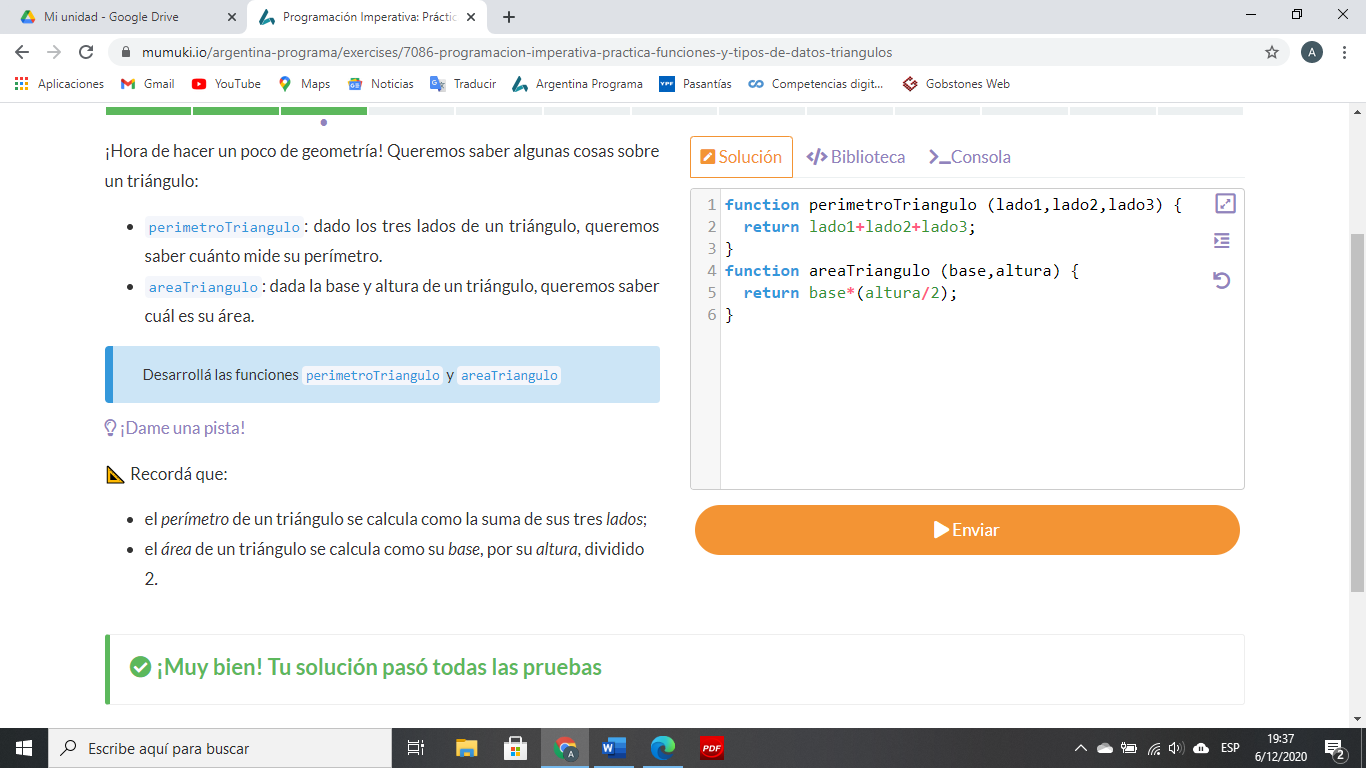 Mi unidad - Google Drive
Programación Imperativa: Práctic
mumuki.io/argentina-programa/exercises/7086-programacion-imperativa-practica-funciones-y-tipos-de-datos-triangulos
A
Aplicaciones Gmail YouTube Maps Noticias Traducir Argentina Programa YPF Pasantías Competencias digit... Gobstones Web
¡Hora de hacer un poco de geometría! Queremos saber algunas cosas sobre
un triángulo:
perimetroTriangulo: dado los tres lados de un triángulo, queremos
saber cuánto mide su perímetro.
areaTriangulo: dada la base y altura de un triángulo, queremos saber
cuál es su área.
Desarrollá las funciones perimetroTriangulo y areaTriangulo
¡Dame una pista!
Recordá que:
el perímetro de un triángulo se calcula como la suma de sus tres lados;
el área de un triángulo se calcula como su base, por su altura, dividido
2.
Solución </> Biblioteca >_Consola
1 function perimetroTriangulo (lado1,lado2,lado3) {
2 return lado1+lado2+lado3;
3 }
4 function areaTriangulo (base,altura) {
5 return base*(altura/2);
6 }
Enviar
¡Muy bien! Tu solución pasó todas las pruebas
Escribe aquí para buscar
A
W
PDF
ESP
19:37
6/12/2020
2